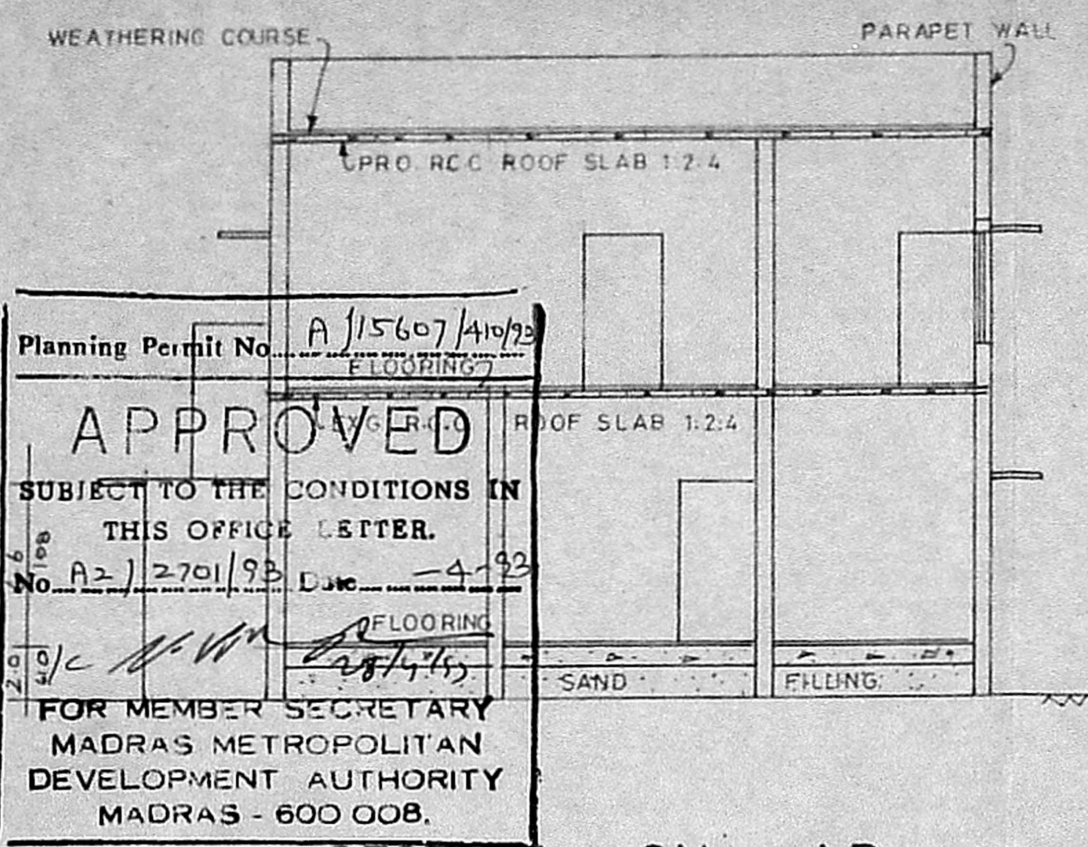 WEATHERING COURSE
PARAPET WALL
PRO. RC.C ROOF SLAB 1:2:4
Planning Permit No. A/15607/410/93
FLOORING
APPROVED
EXG. R.C.C ROOF SLAB 1:2:4
SUBJECT TO THE CONDITIONS IN
THIS OFFICE LETTER.
No. A2/2701/93 Date -4-93
FLOORING
SAND FILLING
FOR MEMBER SECRETARY
MADRAS METROPOLITAN
DEVELOPMENT AUTHORITY
MADRAS - 600 008.